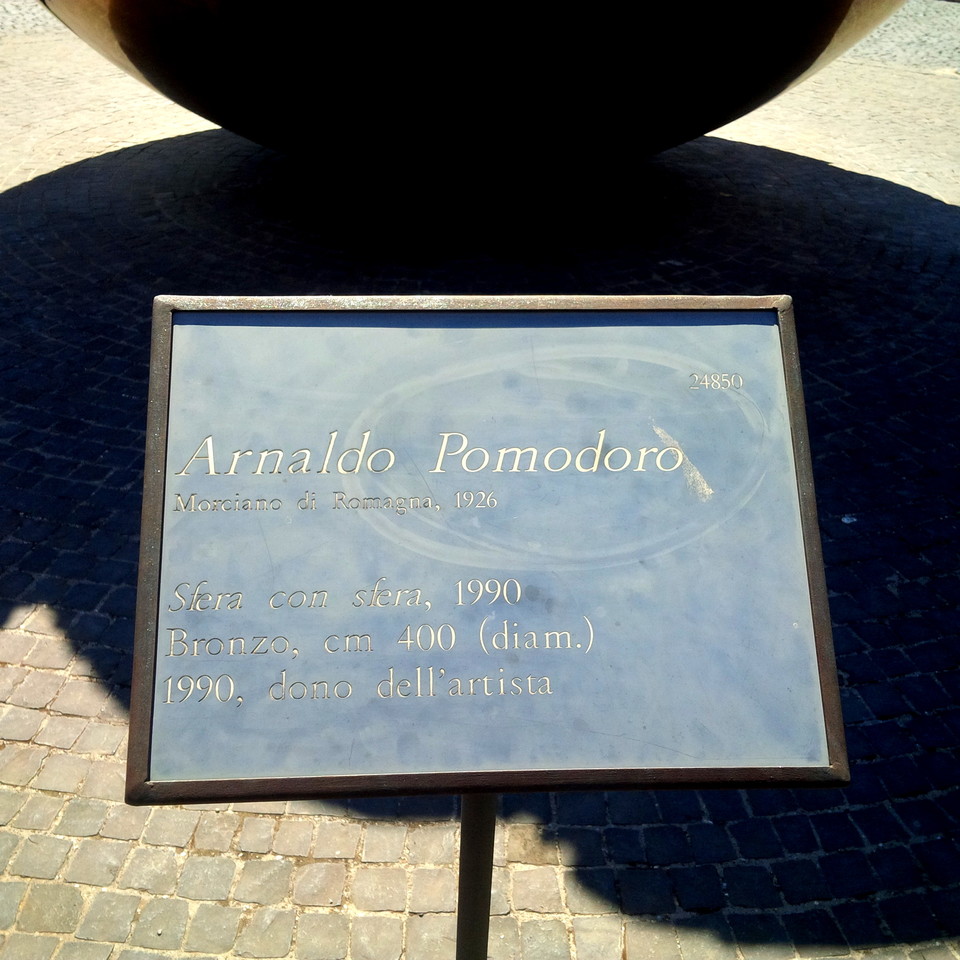 24850
Arnaldo Pomodoro
Morciano di Romagna, 1926
Sfera con sfera, 1990
Bronzo, cm 400 (diam.)
1990, dono dell'artista